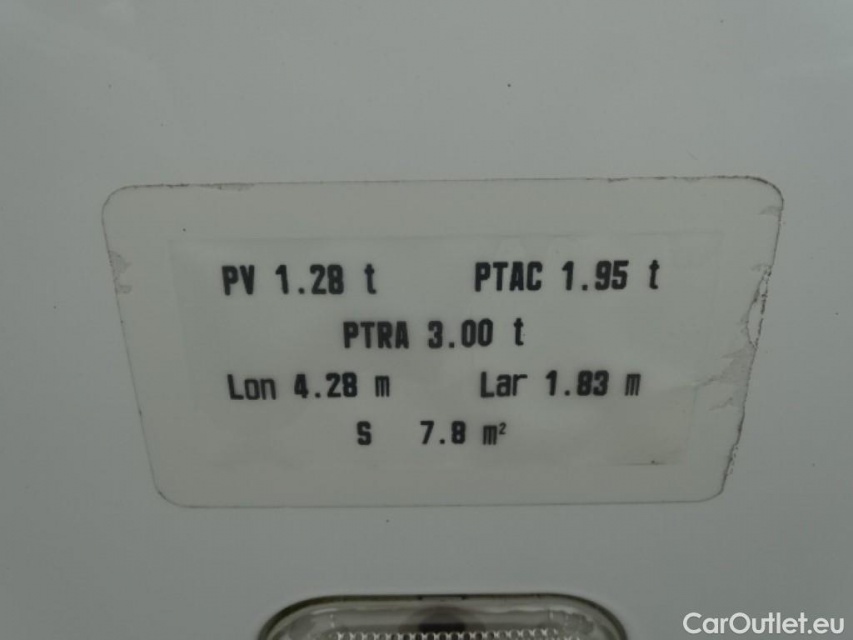 PV 1.28 t PTAC 1.95 t
PTRA 3.00 t
Lon 4.28 m Lar 1.83 m
S 7.8 m²
CarOutlet.eu